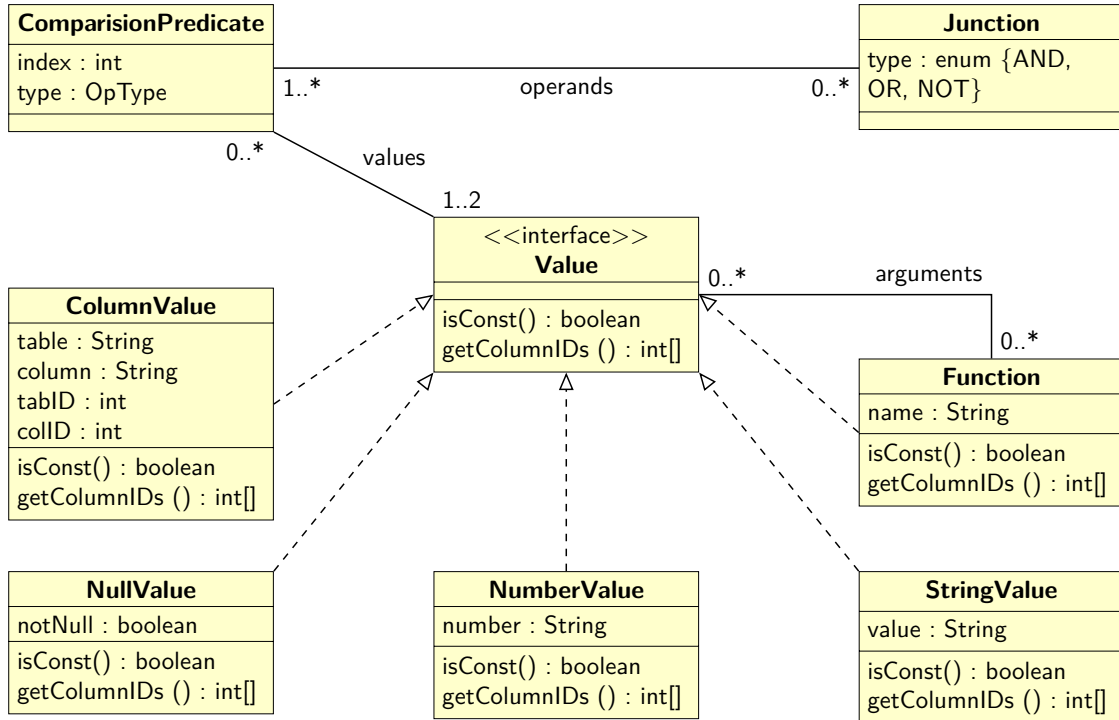 ComparisionPredicate
index : int
type : OpType
Junction
type : enum {AND,
OR, NOT}
1..*
operands
0..*
0..*
values
1..2
<<interface>>
Value
isConst() : boolean
getColumnIDs () : int[]
0..*
arguments
0..*
ColumnValue
table : String
column : String
tabID : int
colID : int
isConst() : boolean
getColumnIDs () : int[]
Function
name : String
isConst() : boolean
getColumnIDs () : int[]
NullValue
notNull : boolean
isConst() : boolean
getColumnIDs () : int[]
NumberValue
number : String
isConst() : boolean
getColumnIDs () : int[]
StringValue
value : String
isConst() : boolean
getColumnIDs () : int[]